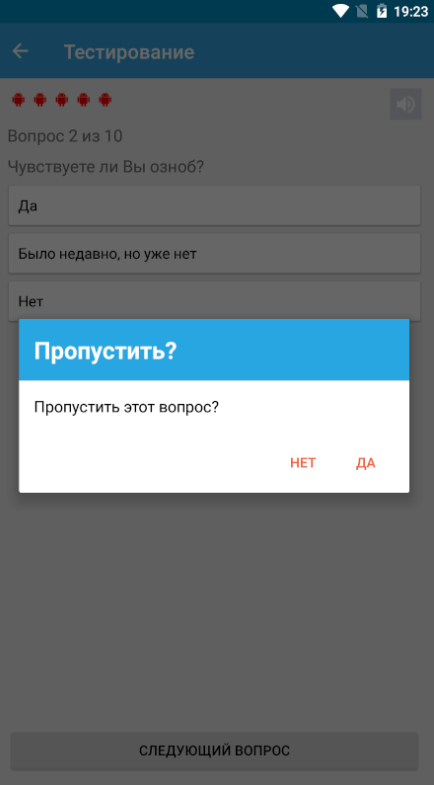 19:23
Тестирование
Вопрос 2 из 10
Чувствуете ли Вы озноб?
Да
Было недавно, но уже нет
Нет
Пропустить?
Пропустить этот вопрос?
НЕТ ДА
СЛЕДУЮЩИЙ ВОПРОС